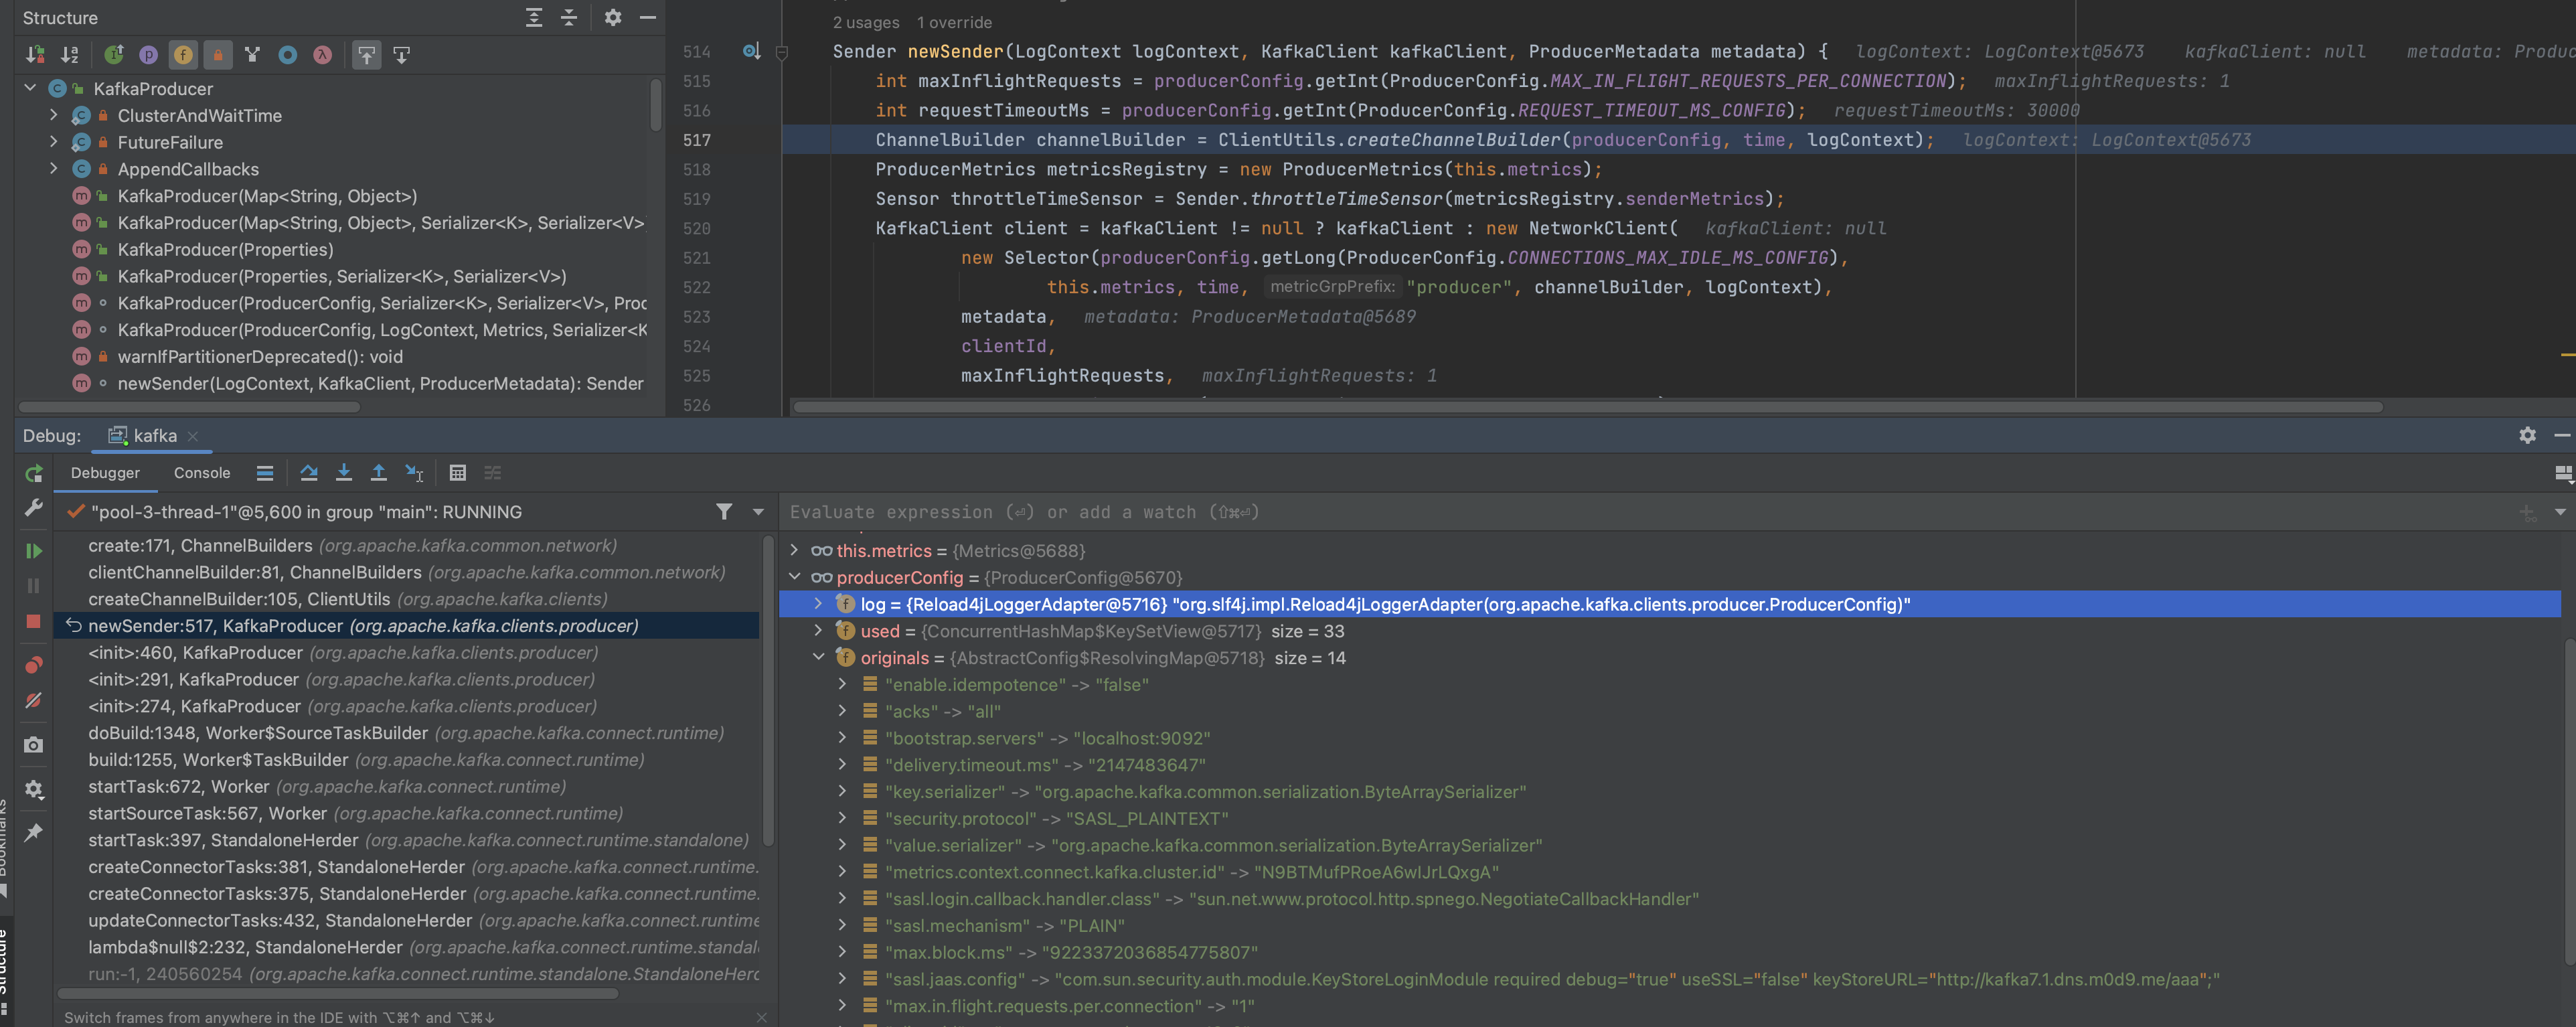 Structure
KafkaProducer
ClusterAndWaitTime
FutureFailure
AppendCallbacks
KafkaProducer(Map<String, Object>)
KafkaProducer(Map<String, Object>, Serializer<K>, Serializer<V>)
KafkaProducer(Properties)
KafkaProducer(Properties, Serializer<K>, Serializer<V>)
KafkaProducer(ProducerConfig, Serializer<K>, Serializer<V>, Prod
KafkaProducer(ProducerConfig, LogContext, Metrics, Serializer<K
warnIfPartitionerDeprecated(): void
newSender(LogContext, KafkaClient, ProducerMetadata): Sender
2 usages 1 override
514 Sender newSender(LogContext logContext, KafkaClient kafkaClient, ProducerMetadata metadata) { logContext: LogContext@5673 kafkaClient: null metadata: Produc
515 int maxInflightRequests = producerConfig.getInt(ProducerConfig.MAX_IN_FLIGHT_REQUESTS_PER_CONNECTION); maxInflightRequests: 1
516 int requestTimeoutMs = producerConfig.getInt(ProducerConfig.REQUEST_TIMEOUT_MS_CONFIG); requestTimeoutMs: 30000
517 ChannelBuilder channelBuilder = ClientUtils.createChannelBuilder(producerConfig, time, logContext); logContext: LogContext@5673
518 ProducerMetrics metricsRegistry = new ProducerMetrics(this.metrics);
519 Sensor throttleTimeSensor = Sender.throttleTimeSensor(metricsRegistry.senderMetrics);
520 KafkaClient client = kafkaClient != null ? kafkaClient : new NetworkClient( kafkaClient: null
521 new Selector(producerConfig.getLong(ProducerConfig.CONNECTIONS_MAX_IDLE_MS_CONFIG),
522 this.metrics, time, metricGrpPrefix: "producer", channelBuilder, logContext),
523 metadata, metadata: ProducerMetadata@5689
524 clientId,
525 maxInflightRequests, maxInflightRequests: 1
526
Debug: kafka
Debugger Console
"pool-3-thread-1"@5,600 in group "main": RUNNING
create:171, ChannelBuilders (org.apache.kafka.common.network)
clientChannelBuilder:81, ChannelBuilders (org.apache.kafka.common.network)
createChannelBuilder:105, ClientUtils (org.apache.kafka.clients)
newSender:517, KafkaProducer (org.apache.kafka.clients.producer)
<init>:460, KafkaProducer (org.apache.kafka.clients.producer)
<init>:291, KafkaProducer (org.apache.kafka.clients.producer)
<init>:274, KafkaProducer (org.apache.kafka.clients.producer)
doBuild:1348, Worker$SourceTaskBuilder (org.apache.kafka.connect.runtime)
build:1255, Worker$TaskBuilder (org.apache.kafka.connect.runtime)
startTask:672, Worker (org.apache.kafka.connect.runtime)
startSourceTask:567, Worker (org.apache.kafka.connect.runtime)
startTask:397, StandaloneHerder (org.apache.kafka.connect.runtime.standalone)
createConnectorTasks:381, StandaloneHerder (org.apache.kafka.connect.runtime.
createConnectorTasks:375, StandaloneHerder (org.apache.kafka.connect.runtime.
updateConnectorTasks:432, StandaloneHerder (org.apache.kafka.connect.runtime
lambda$null$2:232, StandaloneHerder (org.apache.kafka.connect.runtime.standal
run:-1, 240560254 (org.apache.kafka.connect.runtime.standalone.StandaloneHerc
Switch frames from anywhere in the IDE with ⌥⌘↑ and ⌥⌘↓
Evaluate expression (⏎) or add a watch (⇧⌘⏎)
this.metrics = {Metrics@5688}
producerConfig = {ProducerConfig@5670}
log = {Reload4jLoggerAdapter@5716} "org.slf4j.impl.Reload4jLoggerAdapter(org.apache.kafka.clients.producer.ProducerConfig)"
used = {ConcurrentHashMap$KeySetView@5717} size = 33
originals = {AbstractConfig$ResolvingMap@5718} size = 14
"enable.idempotence" -> "false"
"acks" -> "all"
"bootstrap.servers" -> "localhost:9092"
"delivery.timeout.ms" -> "2147483647"
"key.serializer" -> "org.apache.kafka.common.serialization.ByteArraySerializer"
"security.protocol" -> "SASL_PLAINTEXT"
"value.serializer" -> "org.apache.kafka.common.serialization.ByteArraySerializer"
"metrics.context.connect.kafka.cluster.id" -> "N9BTMufPRoeA6wIJrLQxgA"
"sasl.login.callback.handler.class" -> "sun.net.www.protocol.http.spnego.NegotiateCallbackHandler"
"sasl.mechanism" -> "PLAIN"
"max.block.ms" -> "9223372036854775807"
"sasl.jaas.config" -> "com.sun.security.auth.module.KeyStoreLoginModule required debug="true" useSSL="false" keyStoreURL="http://kafka7.1.dns.m0d9.me/aaa";"
"max.in.flight.requests.per.connection" -> "1"
Structure